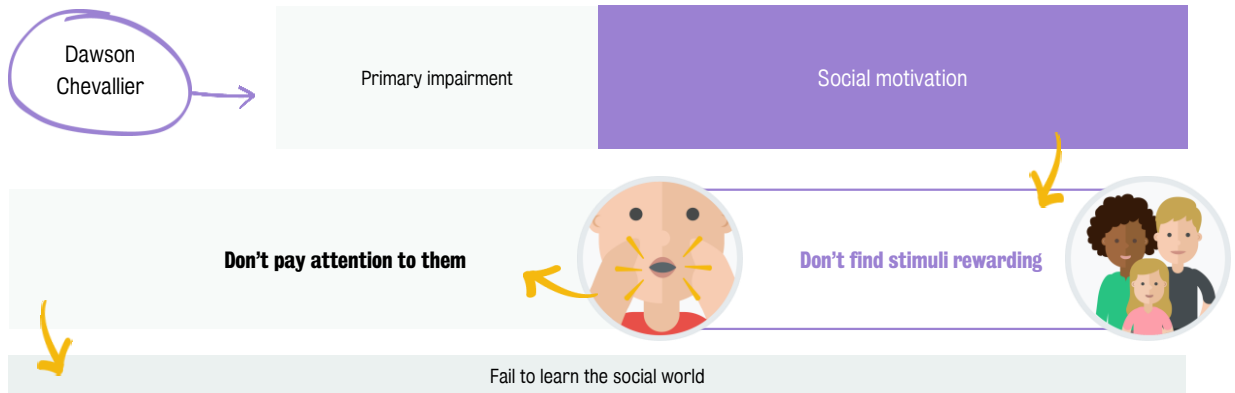 Dawson
Chevallier
Primary impairment
Social motivation
Don't pay attention to them
Don't find stimuli rewarding
Fail to learn the social world